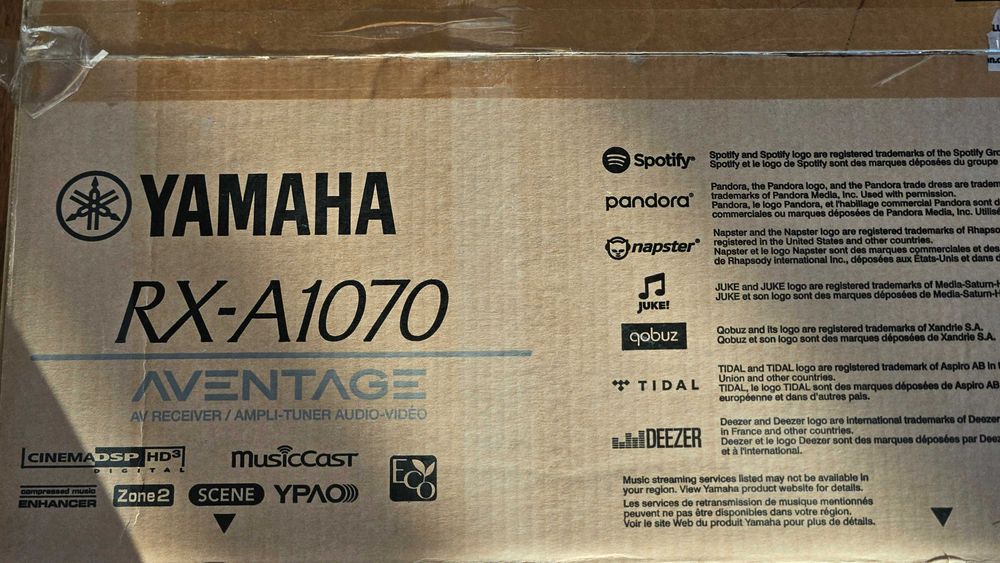 YAMAHA
RX-A1070
AVENTAGE
AV RECEIVER / AMPLI-TUNER AUDIO-VIDÉO
CINEMA DSP HD3
DIGITAL
MusicCast
ECO
compressed music
ENHANCER
Zone2
SCENE
YPAO
Spotify
Spotify and Spotify logo are registered trademarks of the Spotify
Spotify et le logo Spotify sont des marques déposées du groupe
pandora
Pandora, the Pandora logo, and the Pandora trade dress are
trademarks of Pandora Media, Inc. Used with permission.
Pandora, le logo Pandora, et l'habillage commercial Pandora sont
commerciales ou marques déposées de Pandora Media, Inc.
napster
Napster and the Napster logo are registered trademarks of
registered in the United States and other countries.
Napster et le logo Napster sont des marques commerciales et des
de Rhapsody International Inc., déposées aux États-Unis et dans
JUKE!
JUKE and JUKE logo are registered trademarks of Media-Saturn-
JUKE et son logo sont des marques déposées de Media-Saturn-
qobuz
Qobuz and its logo are registered trademarks of Xandrie S.A.
Qobuz et son logo sont des marques déposées de Xandrie S.A.
TIDAL
TIDAL and TIDAL logo are registered trademark of Aspiro AB in
Union and other countries.
TIDAL, le logo TIDAL sont des marques déposées de Aspiro AB
européenne et dans d'autres pais.
DEEZER
Deezer and Deezer logo are international trademarks of Deezer
in France and other countries.
Deezer et le logo Deezer sont des marques déposées par
et à l'international.
Music streaming services listed may not be available in
your region. View Yamaha product website for details.
Les services de retransmission de musique mentionnés
peuvent ne pas être disponibles dans votre région.
Voir le site Web du produit Yamaha pour plus de détails.